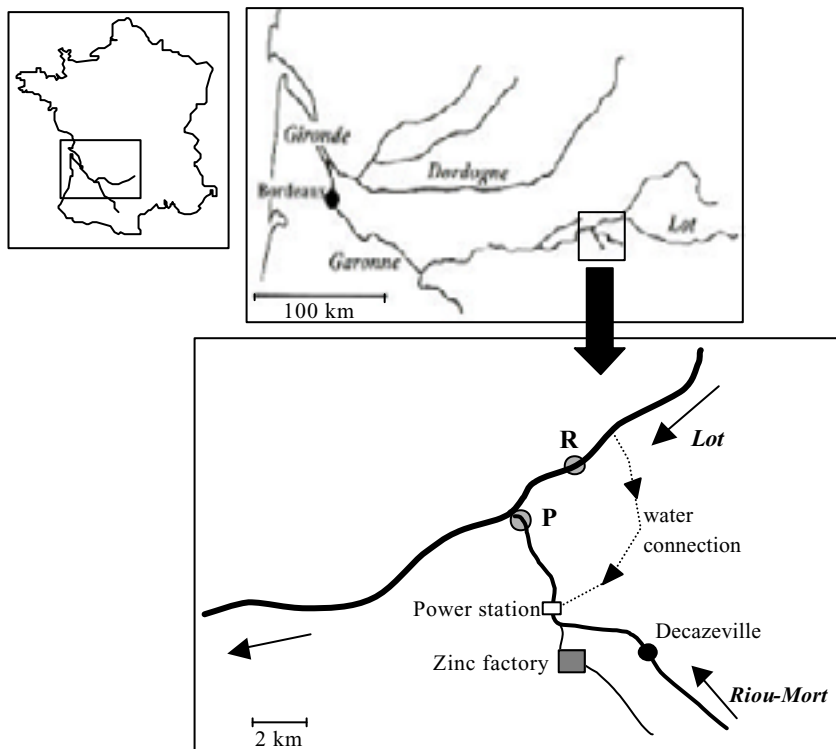 Gironde
Dordogne
Bordeaux
Garonne
Lot
100 km
R
Lot
P
water
connection
Power station
Decazeville
Zinc factory
Riou-Mort
2 km